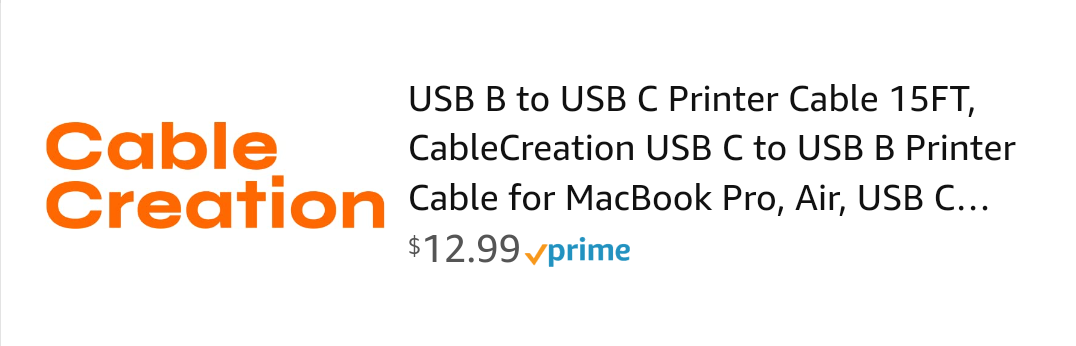 Cable
Creation
USB B to USB C Printer Cable 15FT,
CableCreation USB C to USB B Printer
Cable for MacBook Pro, Air, USB C...
$12.99 prime